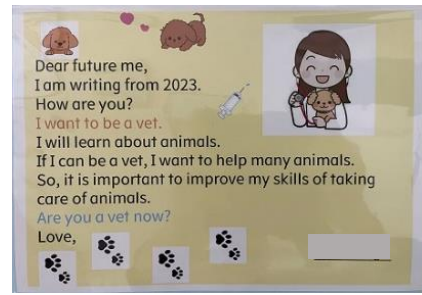 Dear future me,
I am writing from 2023.
How are you?
I want to be a vet.
I will learn about animals.
If I can be a vet, I want to help many animals.
So, it is important to improve my skills of taking
care of animals.
Are you a vet now?
Love,